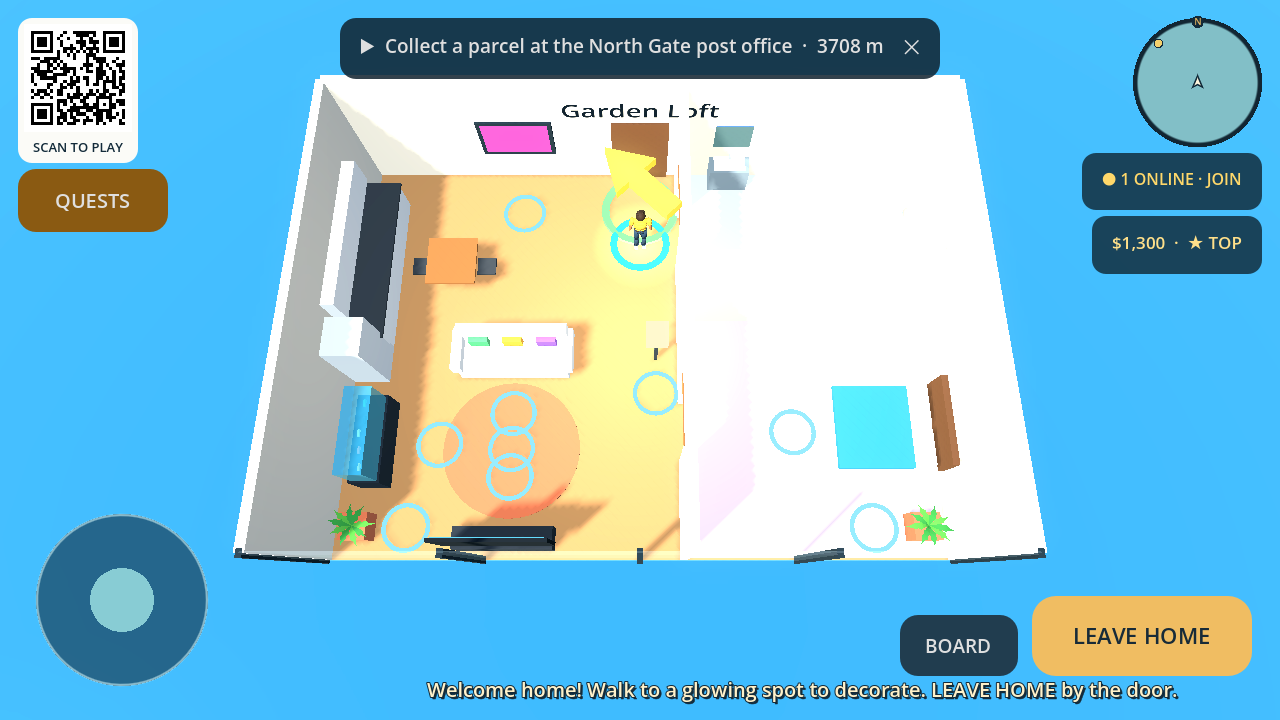 ▶ Collect a parcel at the North Gate post office · 3708 m ×
N
SCAN TO PLAY
QUESTS
Garden Loft
1 ONLINE · JOIN
$1,300 · ★ TOP
BOARD
LEAVE HOME
Welcome home! Walk to a glowing spot to decorate. LEAVE HOME by the door.